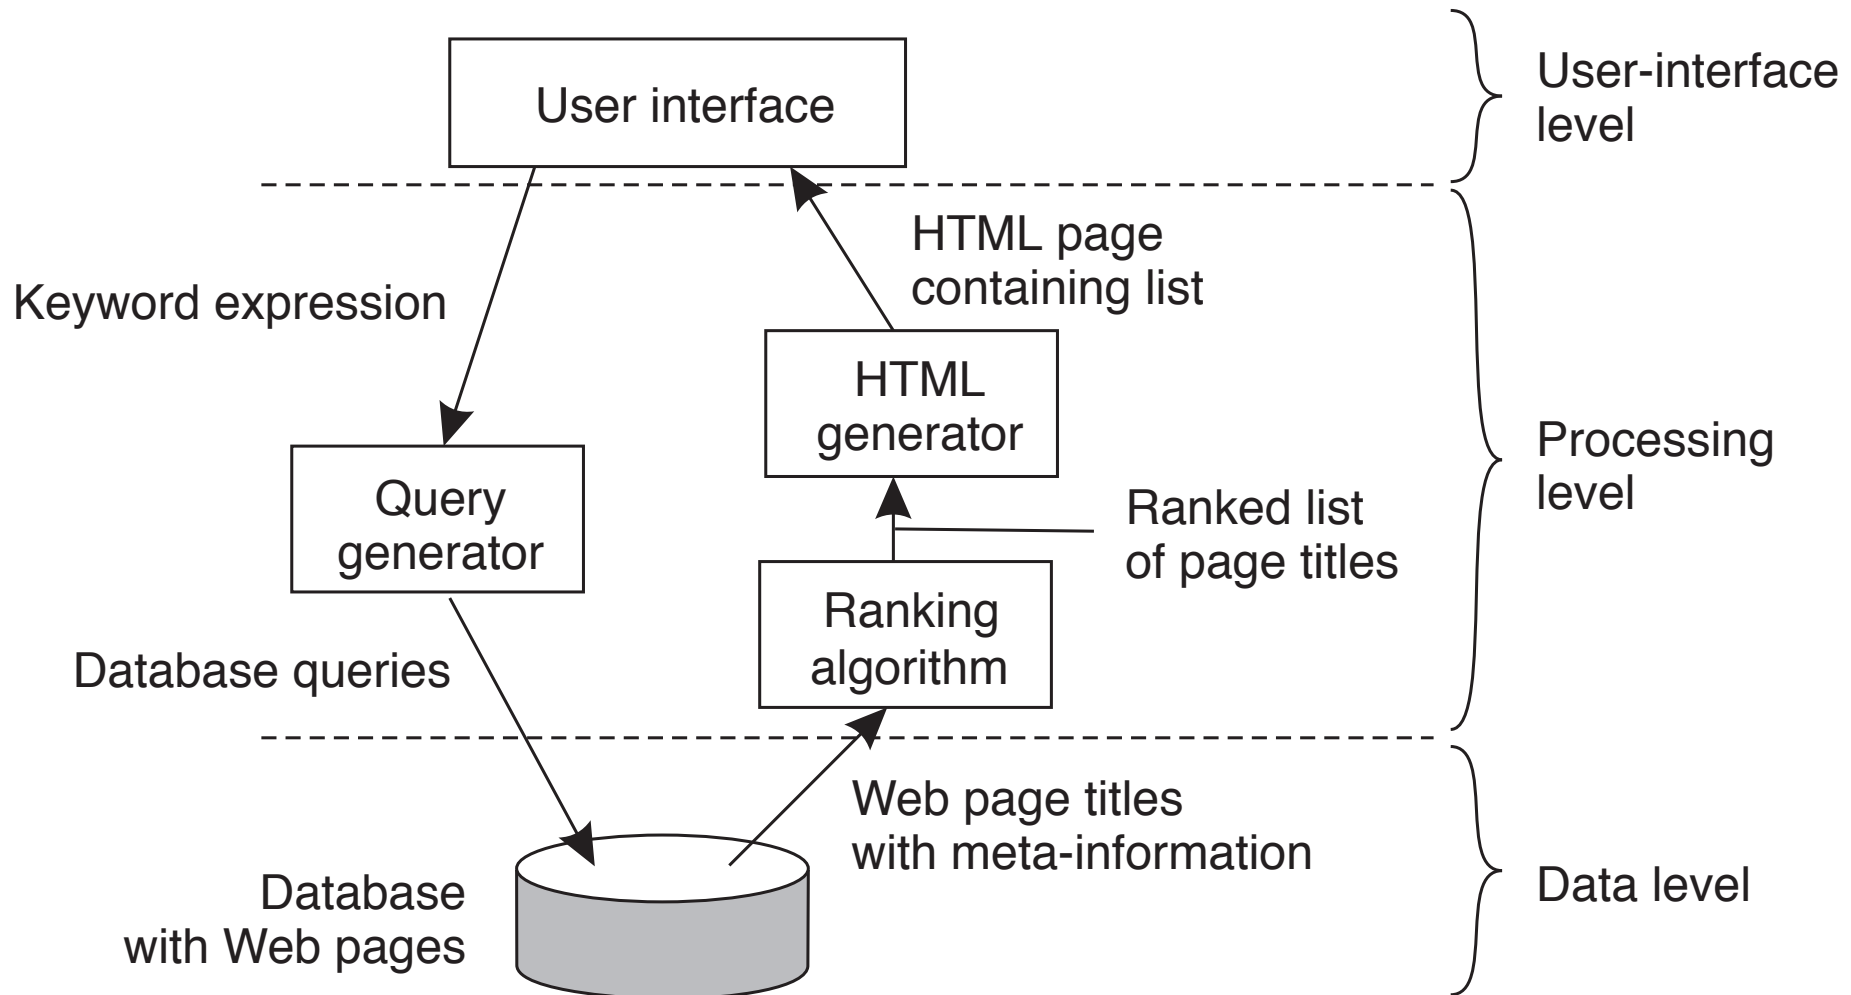 User interface
User-interface
level
HTML page
containing list
Keyword expression
HTML
generator
Query
generator
Processing
level
Ranked list
of page titles
Ranking
algorithm
Database queries
Web page titles
with meta-information
Database
with Web pages
Data level